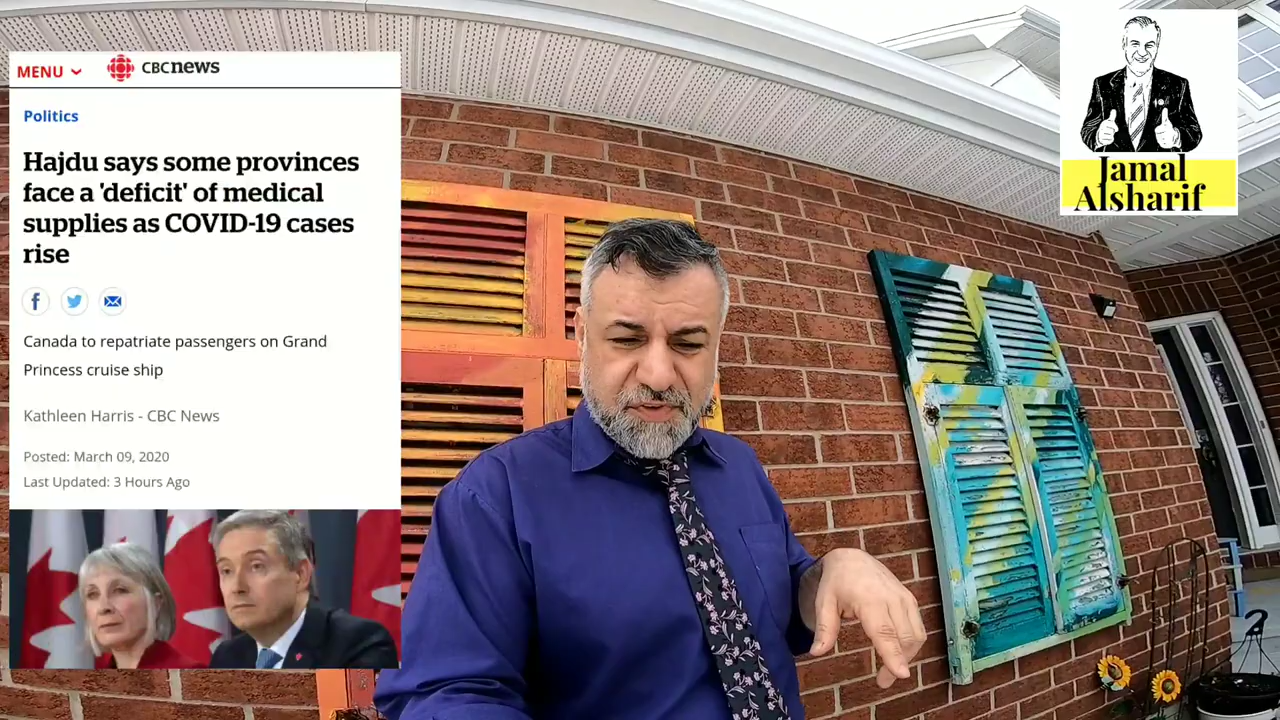 MENU
CBCnews
Politics
Hajdu says some provinces
face a 'deficit' of medical
supplies as COVID-19 cases
rise
Canada to repatriate passengers on Grand
Princess cruise ship
Kathleen Harris - CBC News
Posted: March 09, 2020
Last Updated: 3 Hours Ago
Jamal
Alsharif